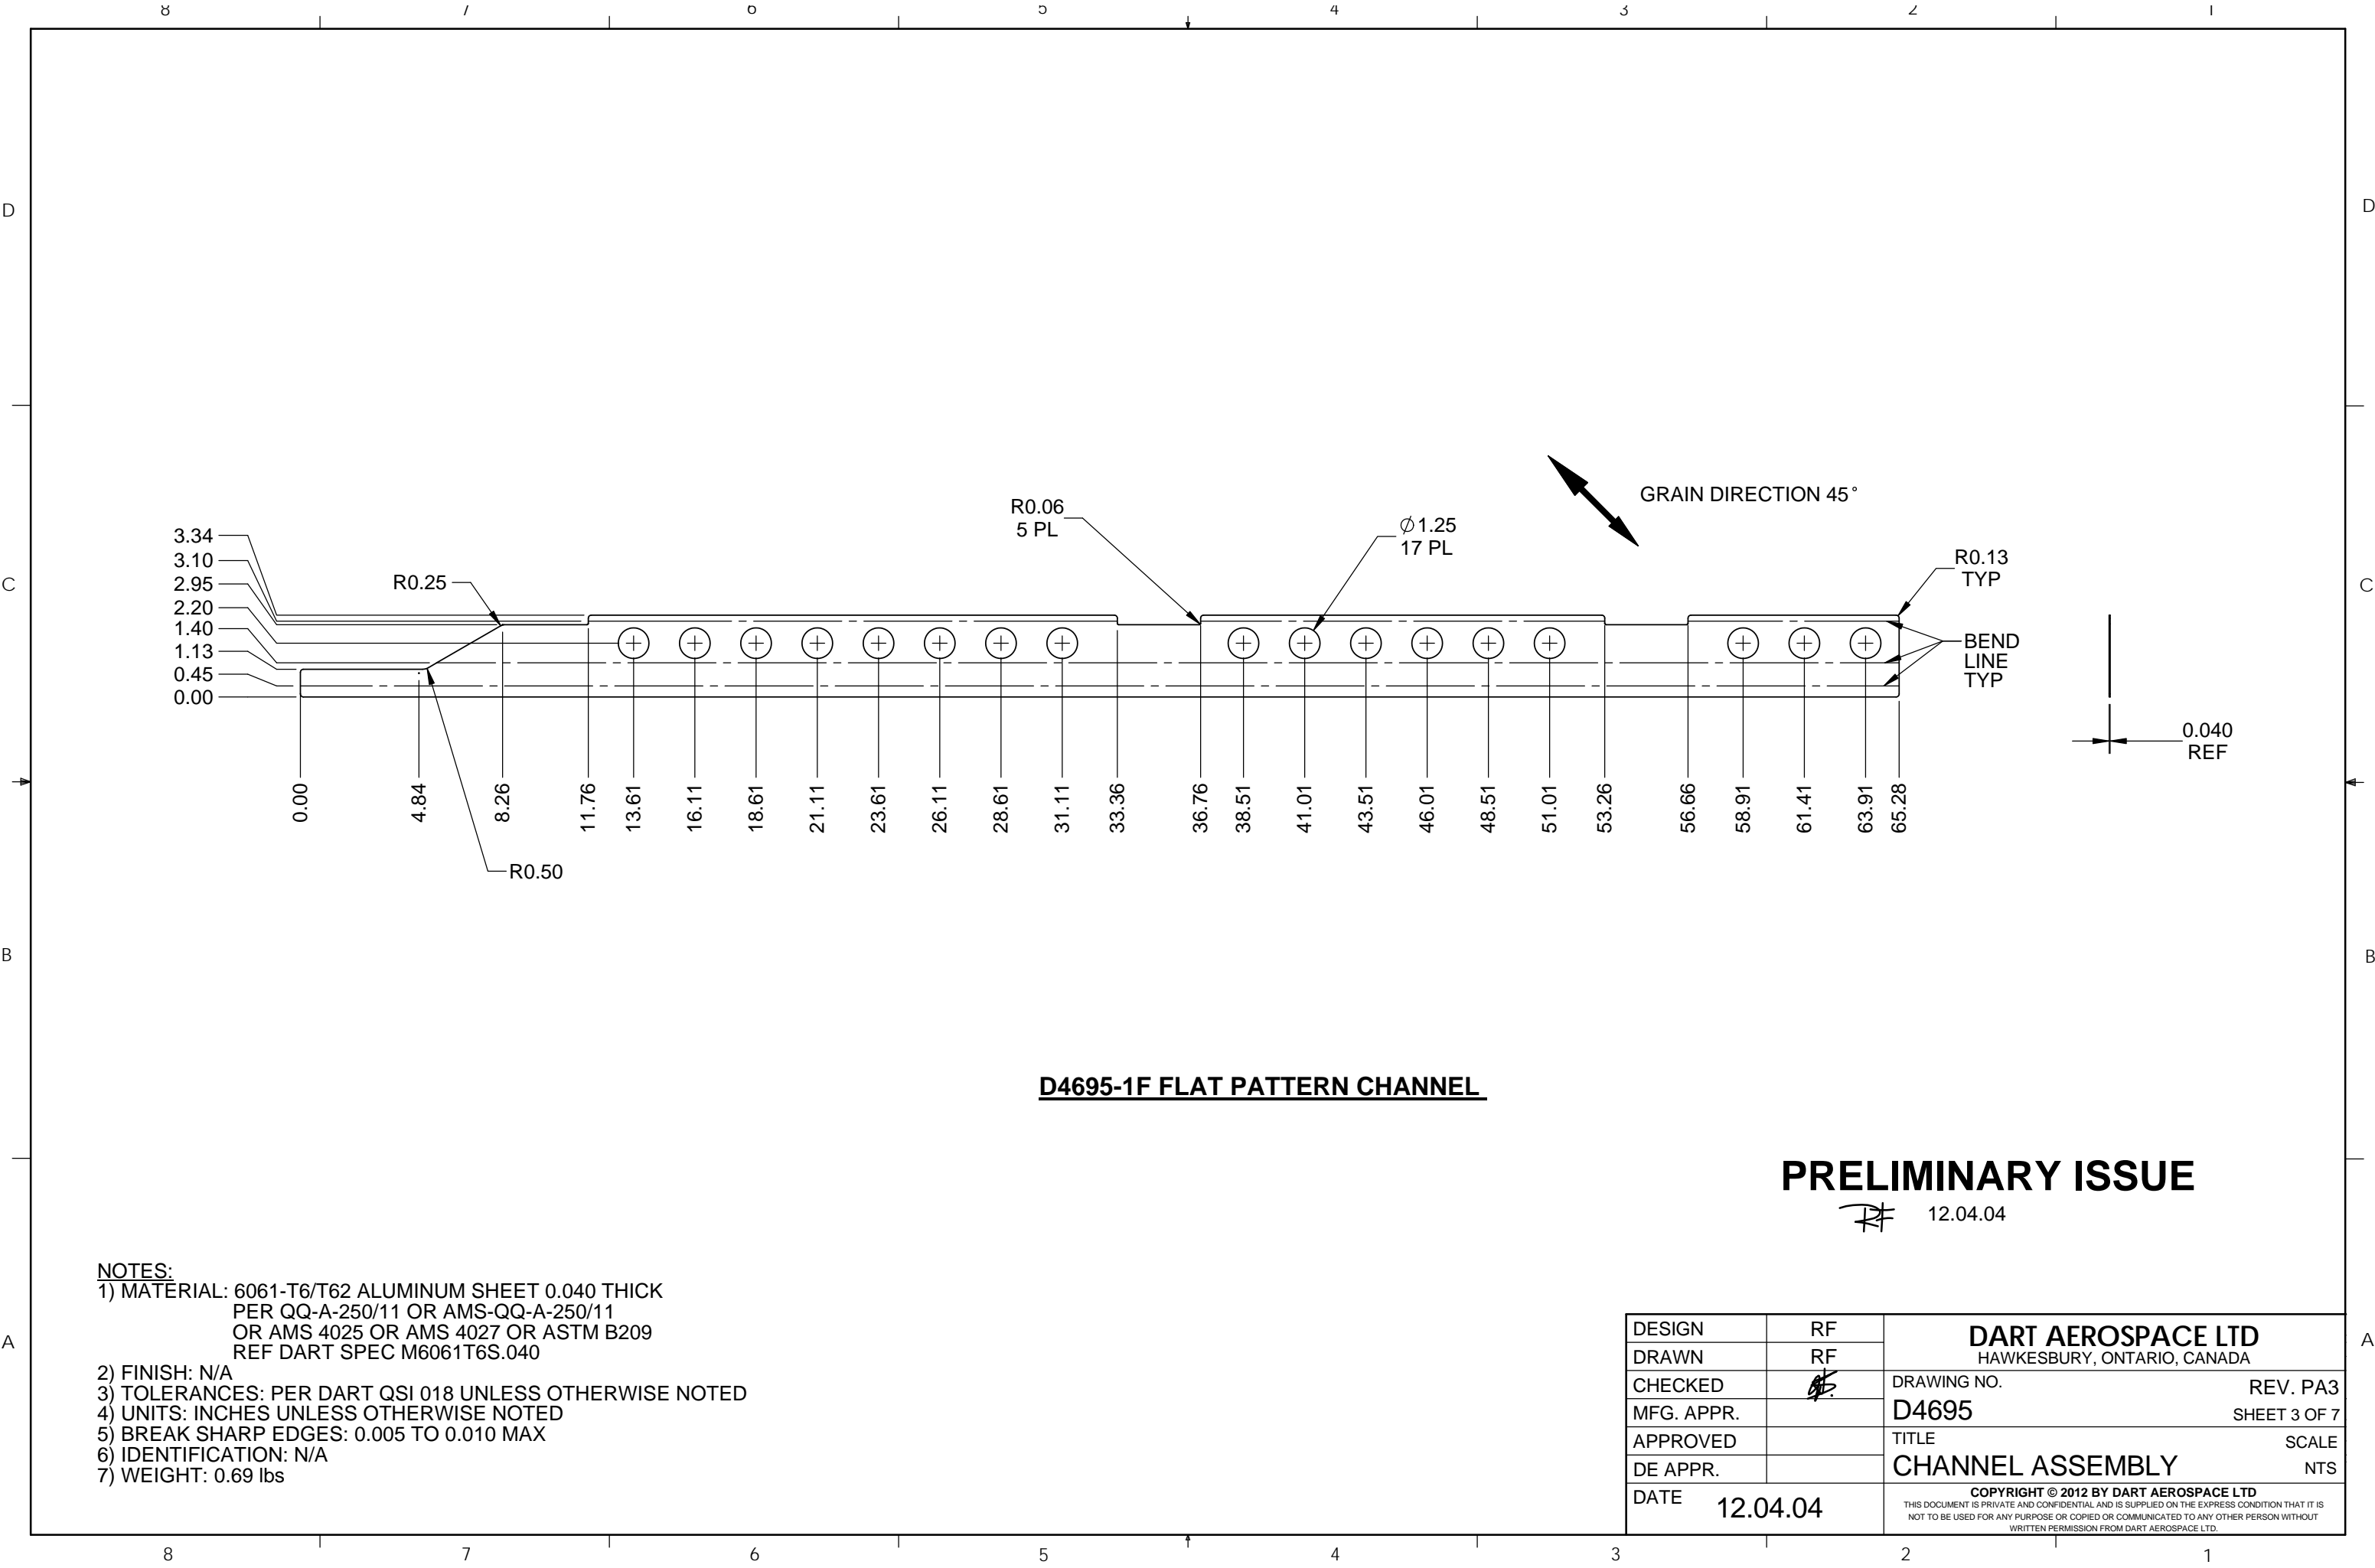 8 7 6 5 4 3 2 1
D
D
GRAIN DIRECTION 45°
R0.06
5 PL
Ø1.25
17 PL
R0.13
TYP
R0.25
3.34
3.10
2.95
2.20
1.40
1.13
0.45
0.00
C
C
BEND
LINE
TYP
0.040
REF
0.00
4.84
8.26
11.76
13.61
16.11
18.61
21.11
23.61
26.11
28.61
31.11
33.36
36.76
38.51
41.01
43.51
46.01
48.51
51.01
53.26
56.66
58.91
61.41
63.91
65.28
R0.50
B
B
D4695-1F FLAT PATTERN CHANNEL
PRELIMINARY ISSUE
RF 12.04.04
NOTES:
1) MATERIAL: 6061-T6/T62 ALUMINUM SHEET 0.040 THICK
PER QQ-A-250/11 OR AMS-QQ-A-250/11
OR AMS 4025 OR AMS 4027 OR ASTM B209
REF DART SPEC M6061T6S.040
2) FINISH: N/A
3) TOLERANCES: PER DART QSI 018 UNLESS OTHERWISE NOTED
4) UNITS: INCHES UNLESS OTHERWISE NOTED
5) BREAK SHARP EDGES: 0.005 TO 0.010 MAX
6) IDENTIFICATION: N/A
7) WEIGHT: 0.69 lbs
A
A
DESIGN RF
DRAWN RF
CHECKED
MFG. APPR.
APPROVED
DE APPR.
DATE 12.04.04
DART AEROSPACE LTD
HAWKESBURY, ONTARIO, CANADA
DRAWING NO. REV. PA3
D4695 SHEET 3 OF 7
TITLE SCALE
CHANNEL ASSEMBLY NTS
COPYRIGHT © 2012 BY DART AEROSPACE LTD
THIS DOCUMENT IS PRIVATE AND CONFIDENTIAL AND IS SUPPLIED ON THE EXPRESS CONDITION THAT IT IS
NOT TO BE USED FOR ANY PURPOSE OR COPIED OR COMMUNICATED TO ANY OTHER PERSON WITHOUT
WRITTEN PERMISSION FROM DART AEROSPACE LTD.
8 7 6 5 4 3 2 1